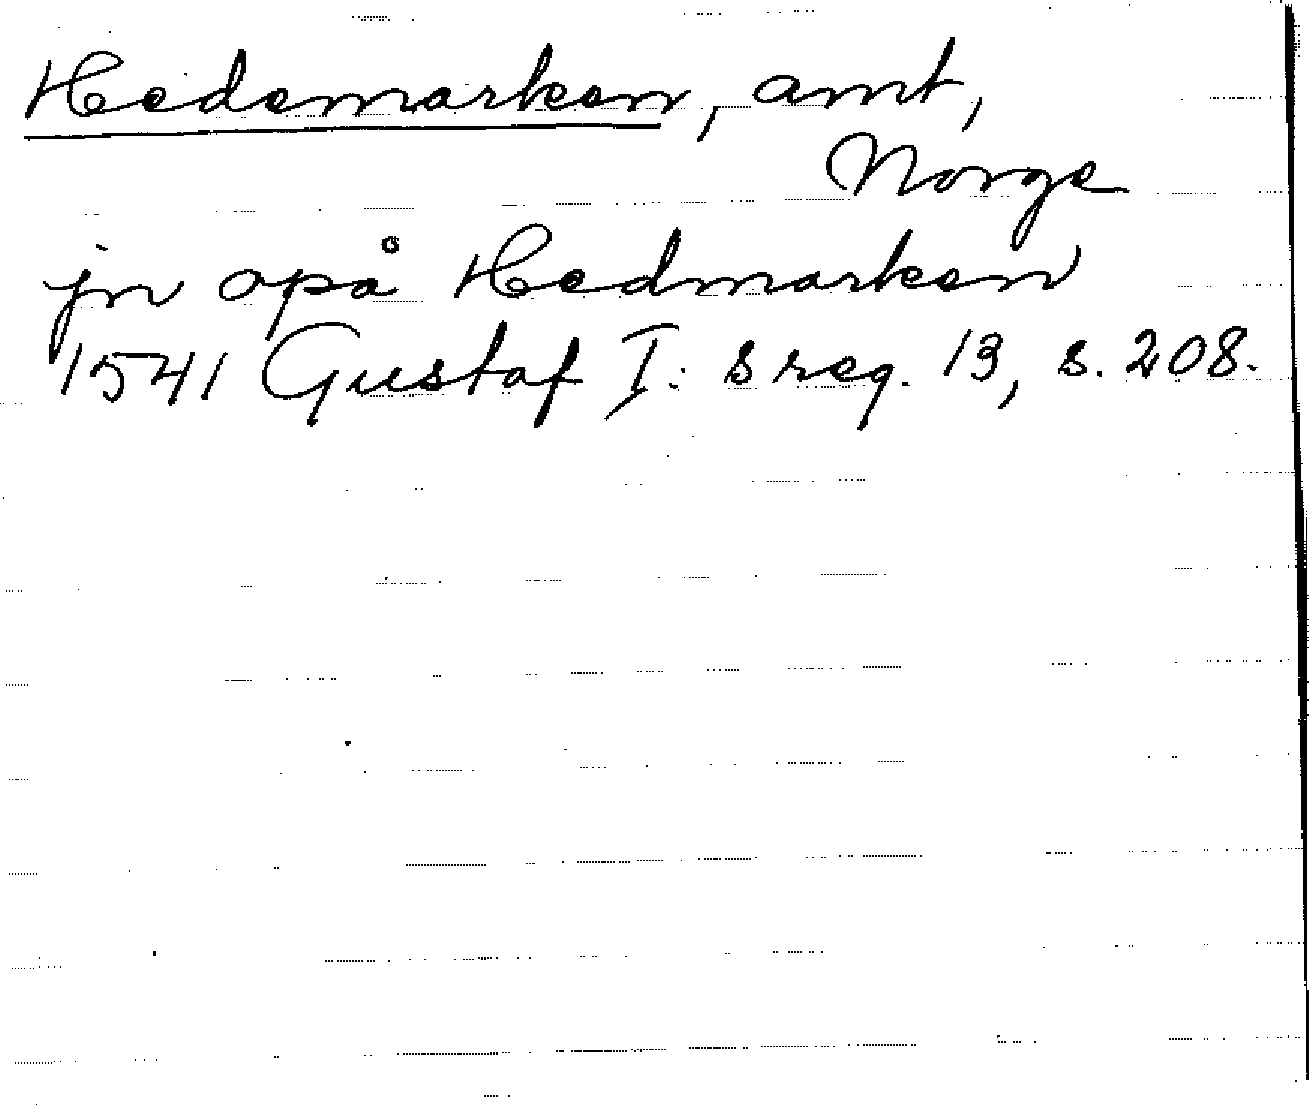 Hedemarken, amt,
Norge
jn opå Hedmarken
1541 Gustaf I: s reg. 13, s. 208.